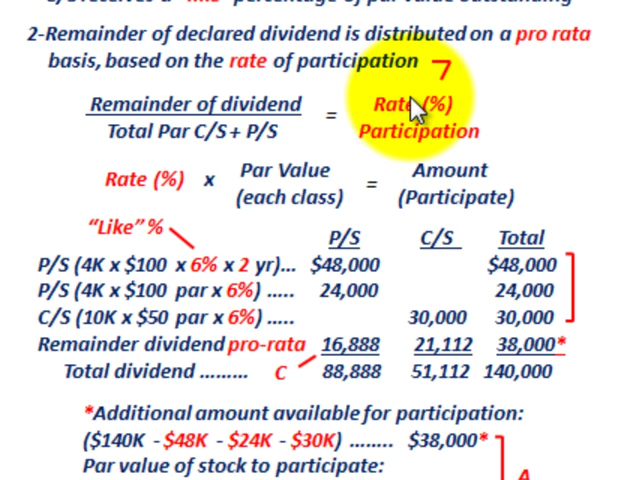 2-Remainder of declared dividend is distributed on a pro rata
basis, based on the rate of participation
Remainder of dividend
Total Par C/S + P/S
=
Rate (%)
Participation
Rate (%) x Par Value (each class) = Amount (Participate)
"Like" %
P/S C/S Total
P/S (4K x $100 x 6% x 2 yr)... $48,000 $48,000
P/S (4K x $100 par x 6%) ..... 24,000 24,000
C/S (10K x $50 par x 6%) ..... 30,000 30,000
Remainder dividend pro-rata 16,888 21,112 38,000*
Total dividend ......... C 88,888 51,112 140,000
*Additional amount available for participation:
($140K - $48K - $24K - $30K) ........ $38,000*
Par value of stock to participate:
A